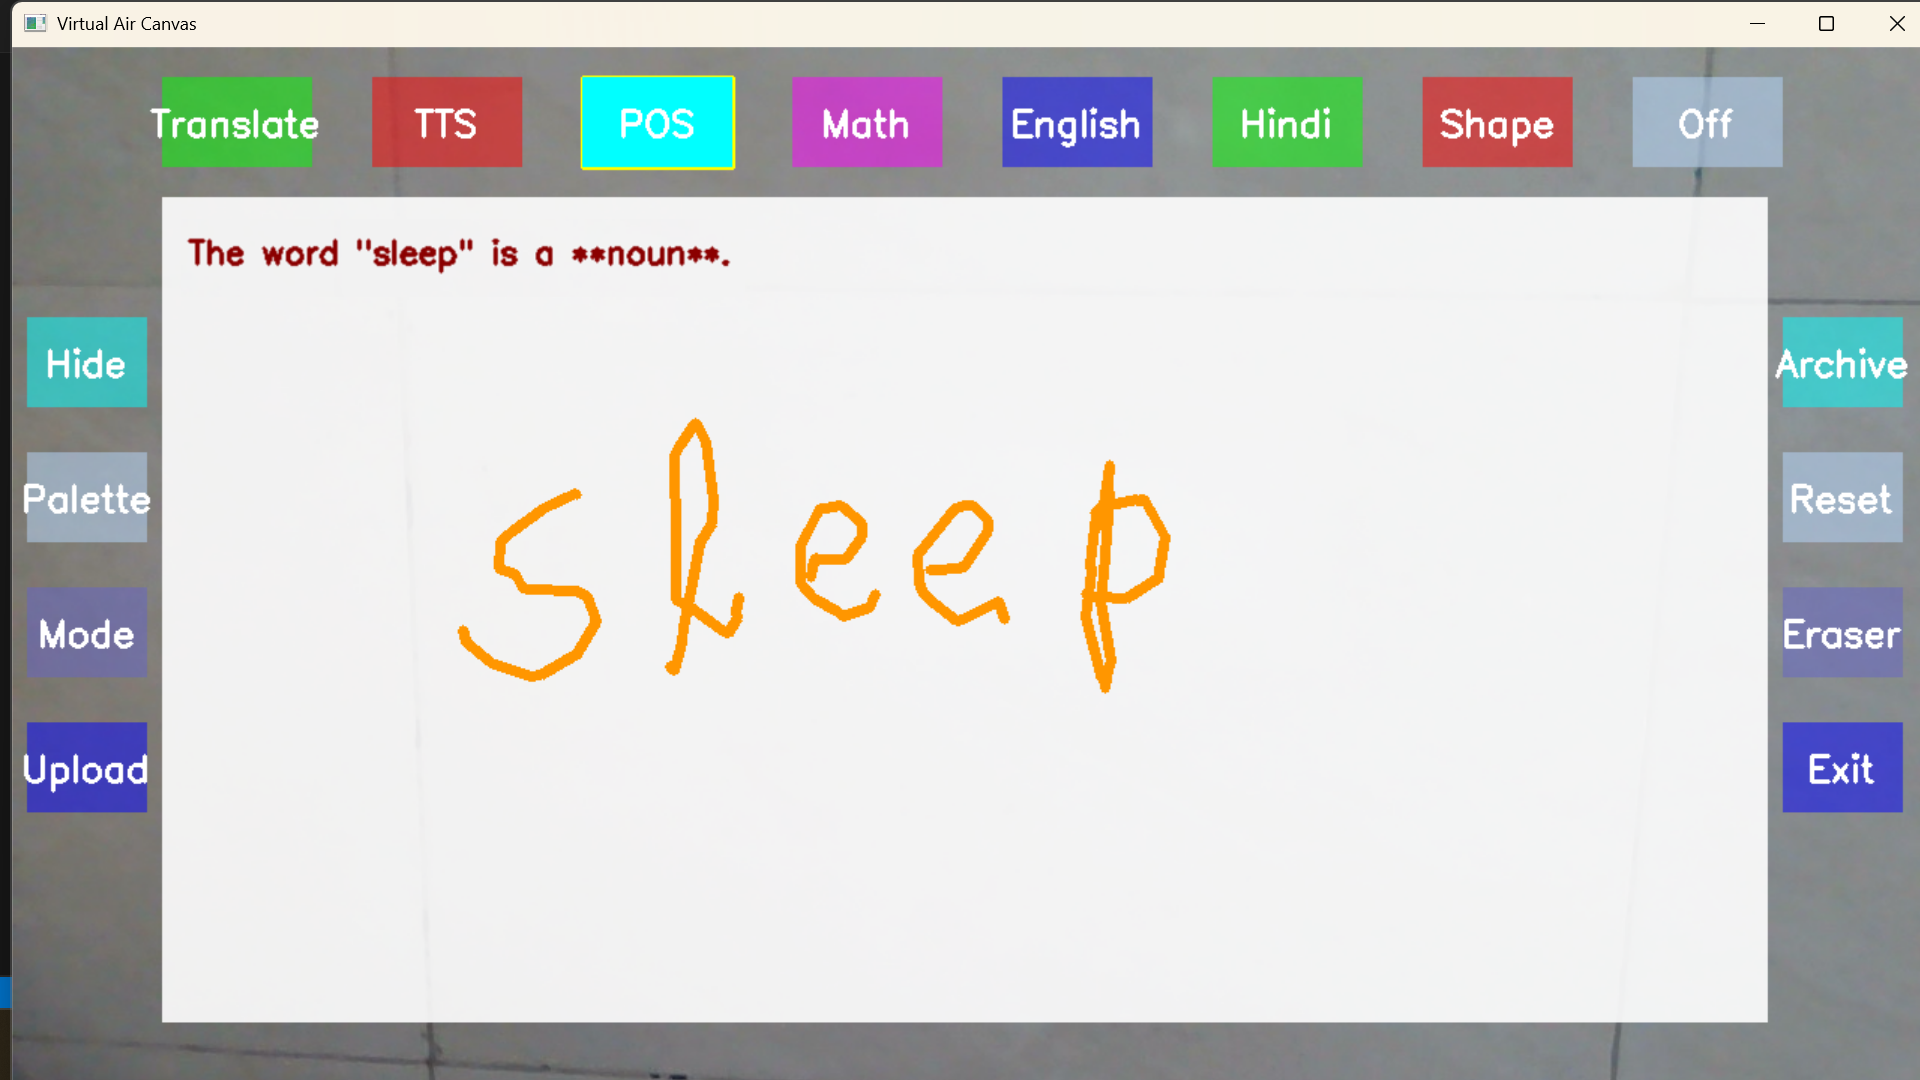 Virtual Air Canvas
Translate TTS POS Math English Hindi Shape Off
The word "sleep" is a **noun**.
Hide Archive
Palette Reset
sleep
Mode Eraser
Upload Exit